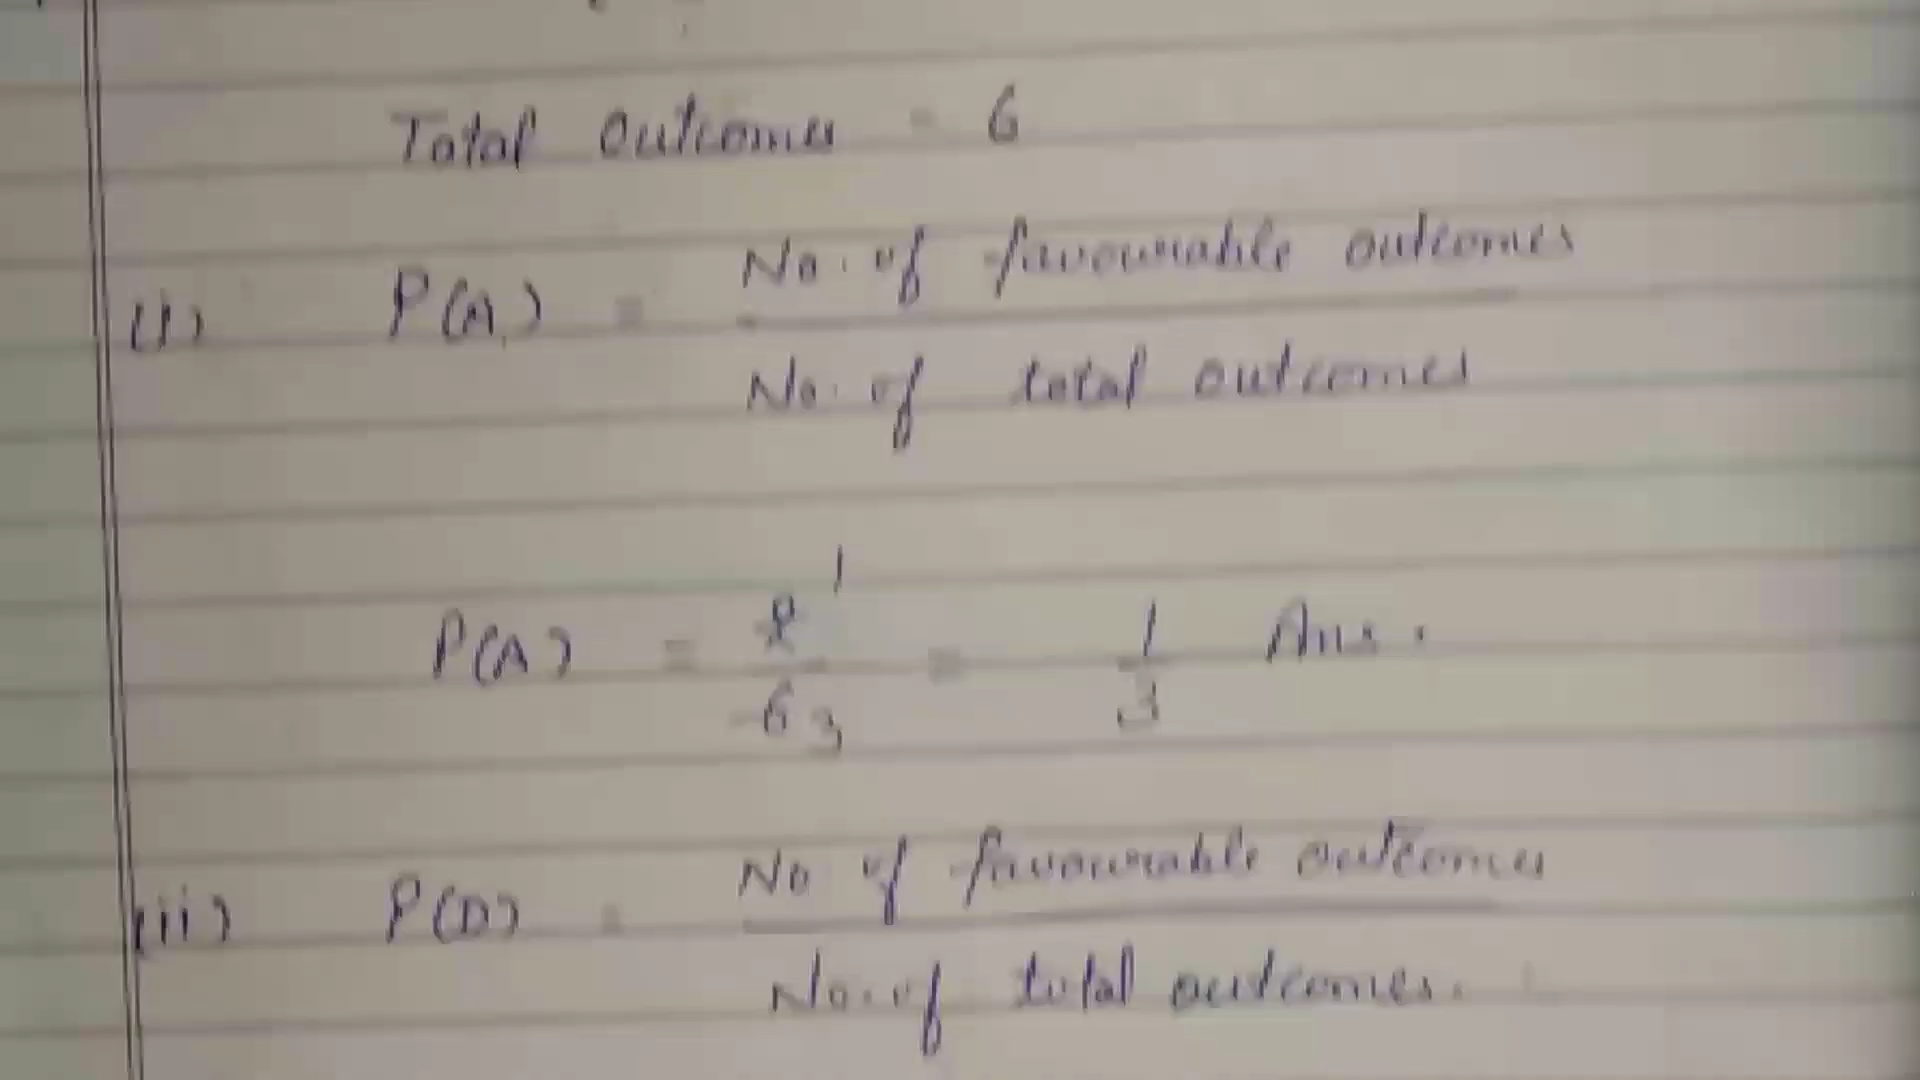 Total Outcomes = 6
(i) P(A) = No. of favourable outcomes
No. of total outcomes
P(A) = 2 1 / 6 3 = 1/3 Ans.
(ii) P(D) = No of favourable outcomes
No. of total outcomes.